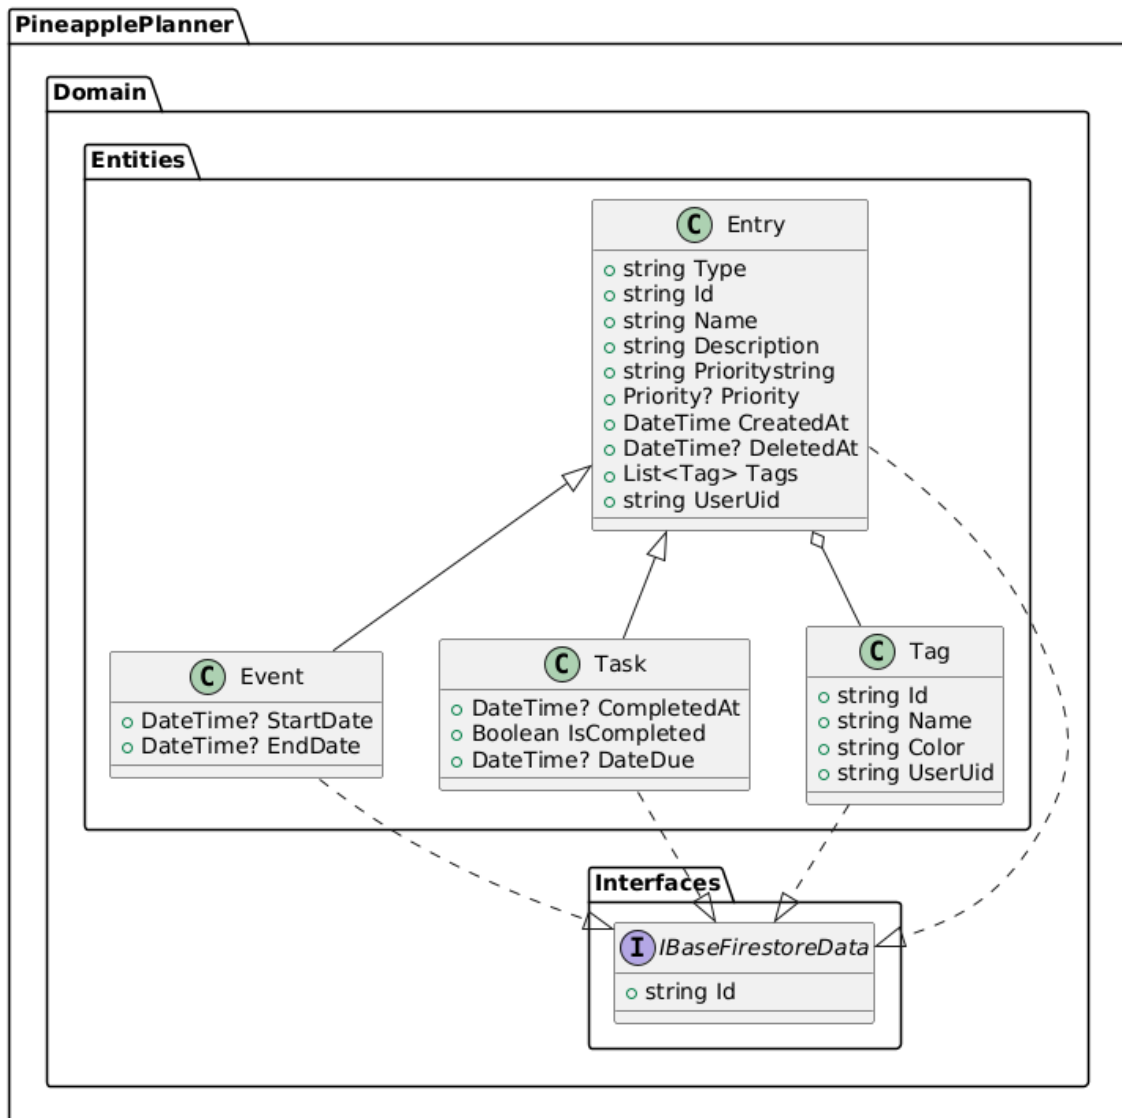 PineapplePlanner
Domain
Entities
C Entry
string Type
string Id
string Name
string Description
string Prioritystring
Priority? Priority
DateTime CreatedAt
DateTime? DeletedAt
List<Tag> Tags
string UserUid
C Event
DateTime? StartDate
DateTime? EndDate
C Task
DateTime? CompletedAt
Boolean IsCompleted
DateTime? DateDue
C Tag
string Id
string Name
string Color
string UserUid
Interfaces
I IBaseFirestoreData
string Id